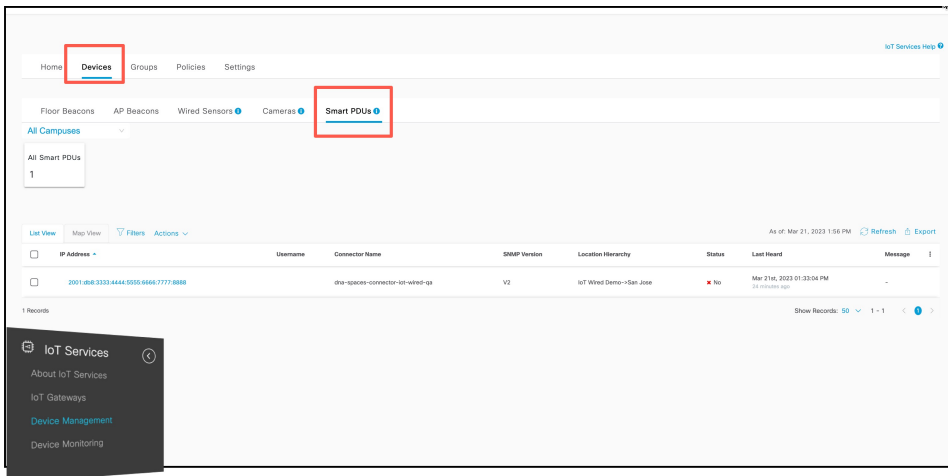 IoT Services Help
Home Devices Groups Policies Settings
Floor Beacons AP Beacons Wired Sensors Cameras Smart PDUs
All Campuses
All Smart PDUs
1
List View Map View Filters Actions As of: Mar 21, 2023 1:56 PM Refresh Export
IP Address Username Connector Name SNMP Version Location Hierarchy Status Last Heard Message
2001:db8:3333:4444:5555:6666:7777:8888 dna-spaces-connector-iot-wired-qa V2 IoT Wired Demo->San Jose No Mar 21st, 2023 01:33:04 PM -
24 minutes ago
1 Records Show Records: 50 1 - 1 < 1 >
IoT Services
About IoT Services
IoT Gateways
Device Management
Device Monitoring